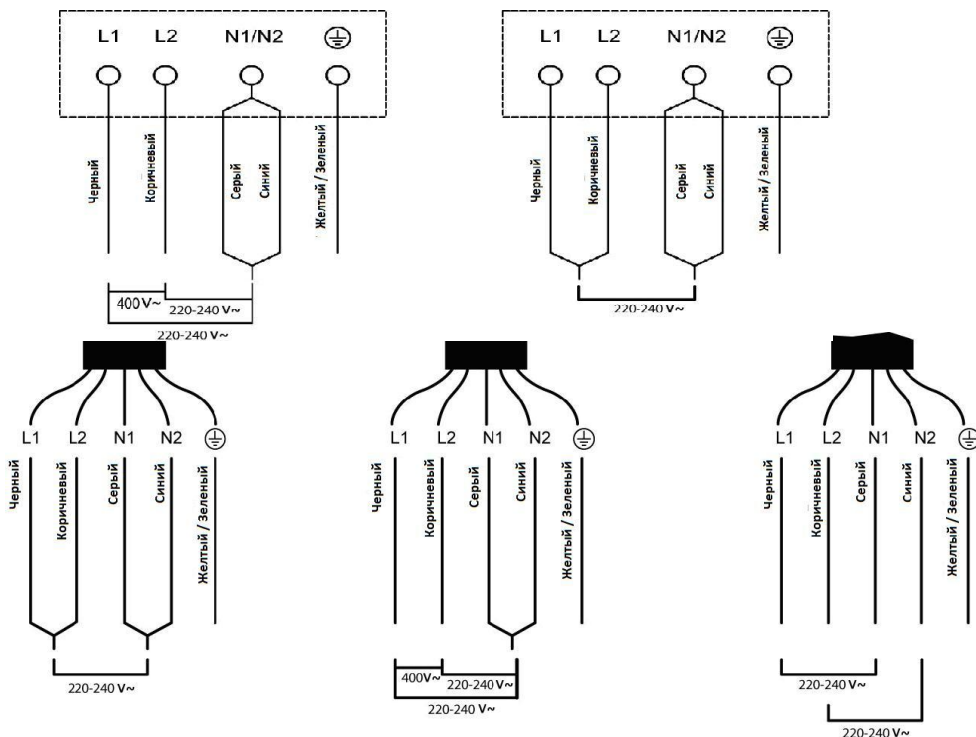 L1 L2 N1/N2
Черный
Коричневый
Серый
Синий
Желтый / Зеленый
400 V~
220-240 V~
220-240 V~
L1 L2 N1/N2
Черный
Коричневый
Серый
Синий
Желтый / Зеленый
220-240 V~
L1 L2 N1 N2
Черный
Коричневый
Серый
Синий
Желтый / Зеленый
220-240 V~
L1 L2 N1 N2
Черный
Коричневый
Серый
Синий
Желтый / Зеленый
400V~
220-240 V~
220-240 V~
L1 L2 N1 N2
Черный
Коричневый
Серый
Синий
Желтый / Зеленый
220-240 V~
220-240 V~